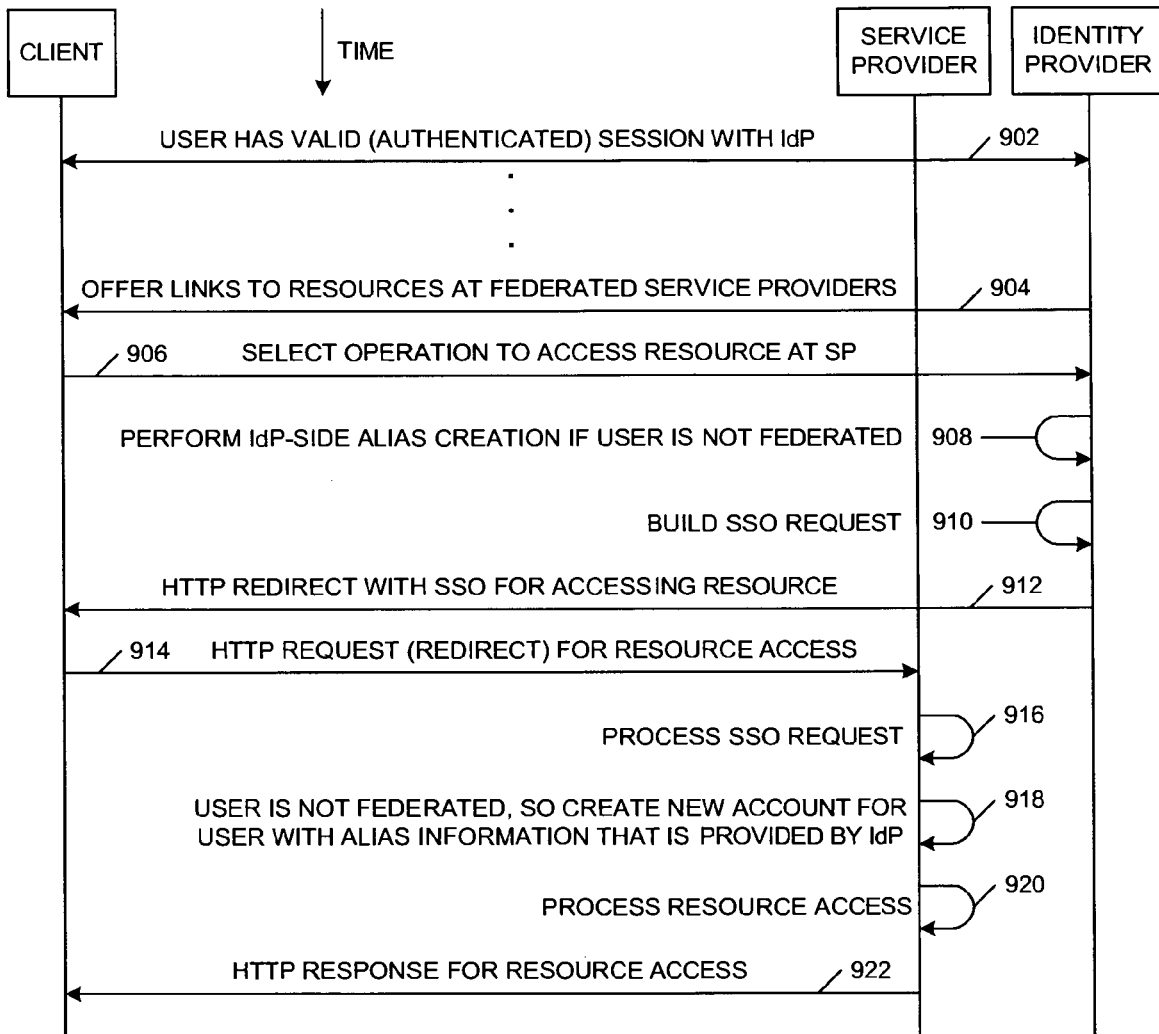 CLIENT
TIME
SERVICE
PROVIDER
IDENTITY
PROVIDER
USER HAS VALID (AUTHENTICATED) SESSION WITH IdP
902
OFFER LINKS TO RESOURCES AT FEDERATED SERVICE PROVIDERS
904
906
SELECT OPERATION TO ACCESS RESOURCE AT SP
PERFORM IdP-SIDE ALIAS CREATION IF USER IS NOT FEDERATED
908
BUILD SSO REQUEST
910
HTTP REDIRECT WITH SSO FOR ACCESSING RESOURCE
912
914
HTTP REQUEST (REDIRECT) FOR RESOURCE ACCESS
PROCESS SSO REQUEST
916
USER IS NOT FEDERATED, SO CREATE NEW ACCOUNT FOR
USER WITH ALIAS INFORMATION THAT IS PROVIDED BY IdP
918
PROCESS RESOURCE ACCESS
920
HTTP RESPONSE FOR RESOURCE ACCESS
922